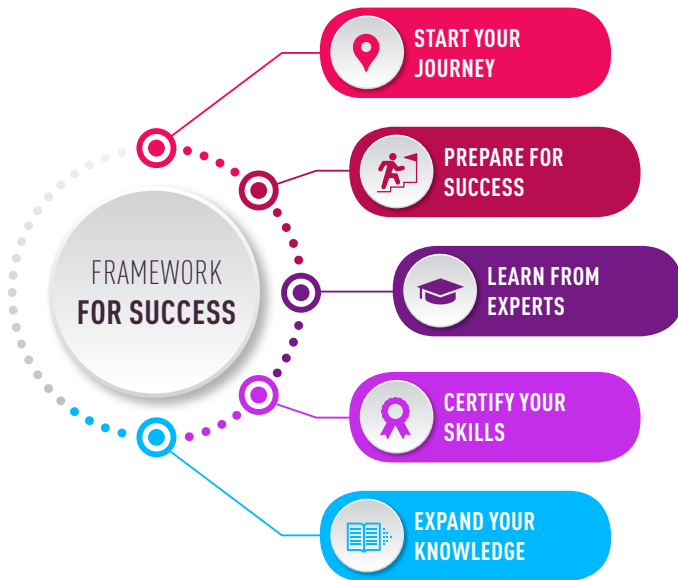 START YOUR
JOURNEY
PREPARE FOR
SUCCESS
FRAMEWORK
FOR SUCCESS
LEARN FROM
EXPERTS
CERTIFY YOUR
SKILLS
EXPAND YOUR
KNOWLEDGE